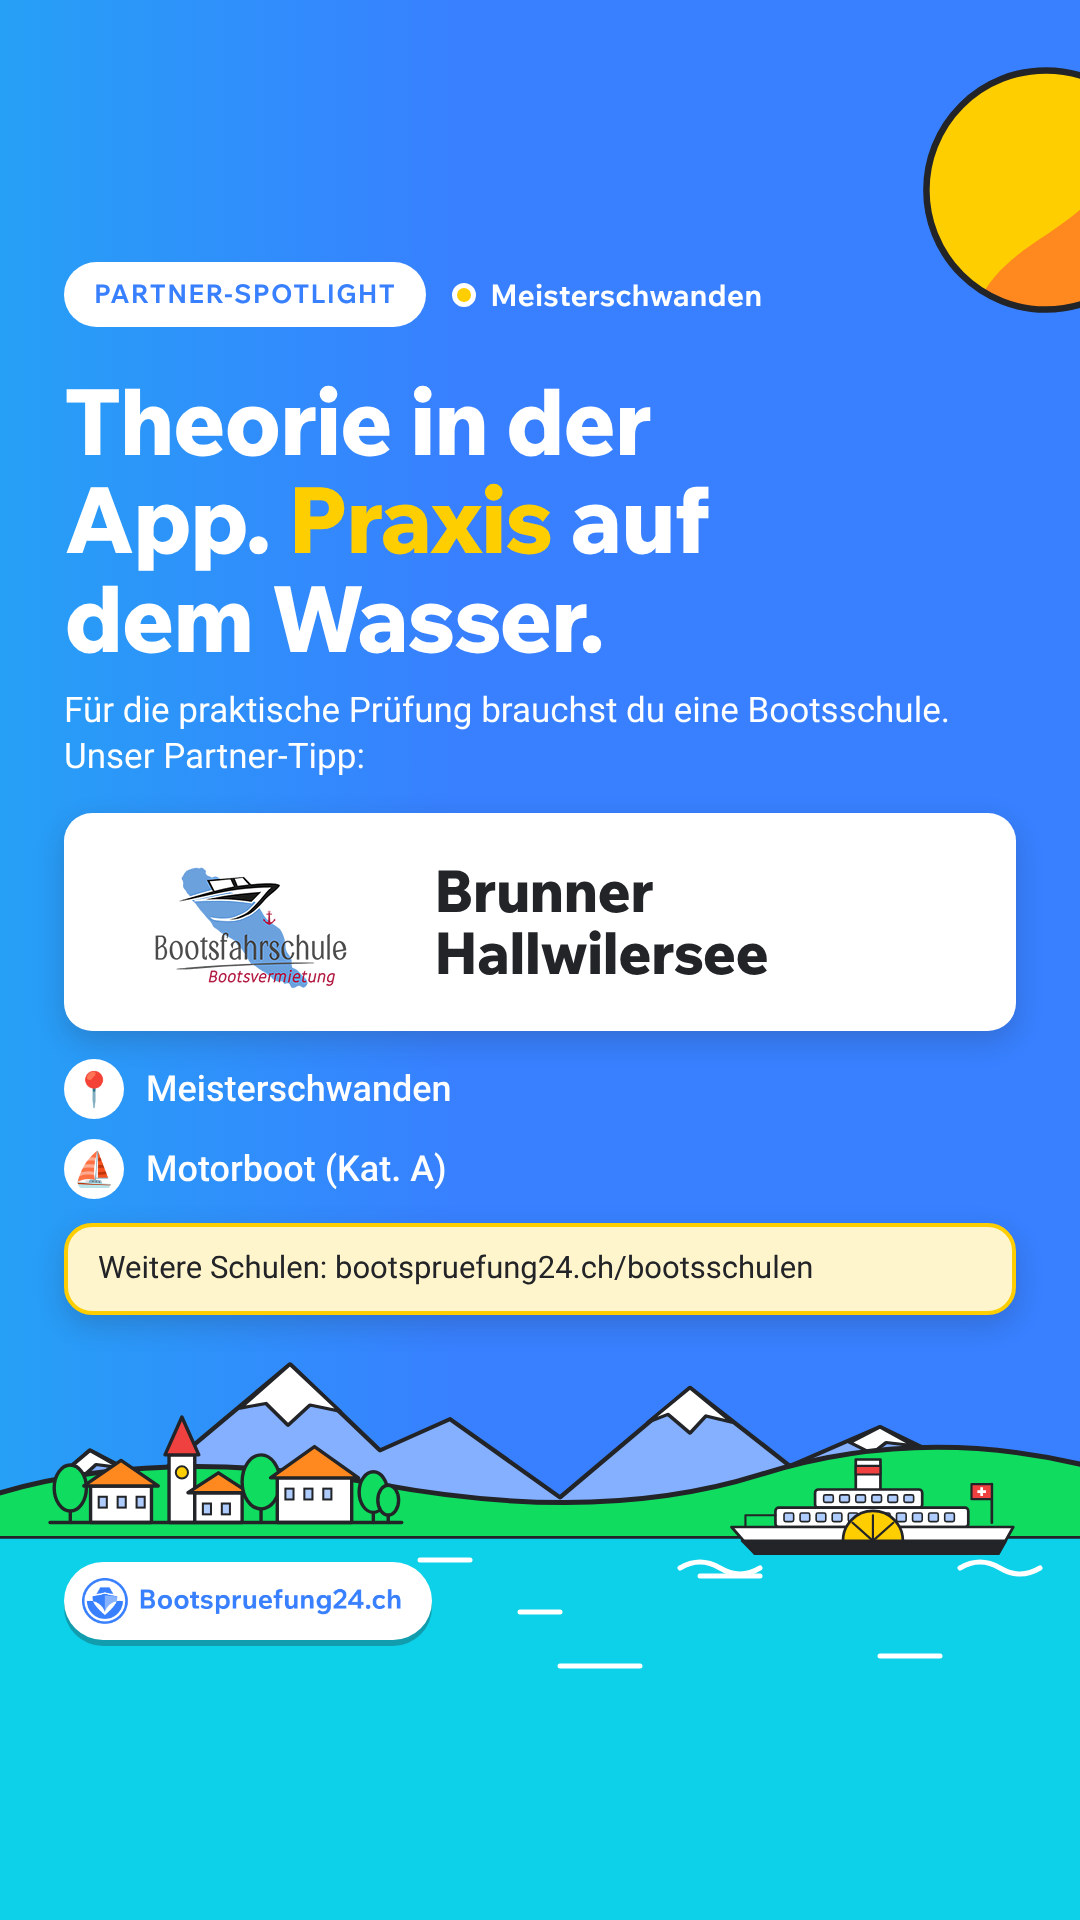 PARTNER-SPOTLIGHT
Meisterschwanden
Theorie in der
App. Praxis auf
dem Wasser.
Für die praktische Prüfung brauchst du eine Bootsschule.
Unser Partner-Tipp:
Bootsfahrschule
Bootsvermietung
Brunner
Hallwilersee
Meisterschwanden
Motorboot (Kat. A)
Weitere Schulen: bootspruefung24.ch/bootsschulen
Bootspruefung24.ch